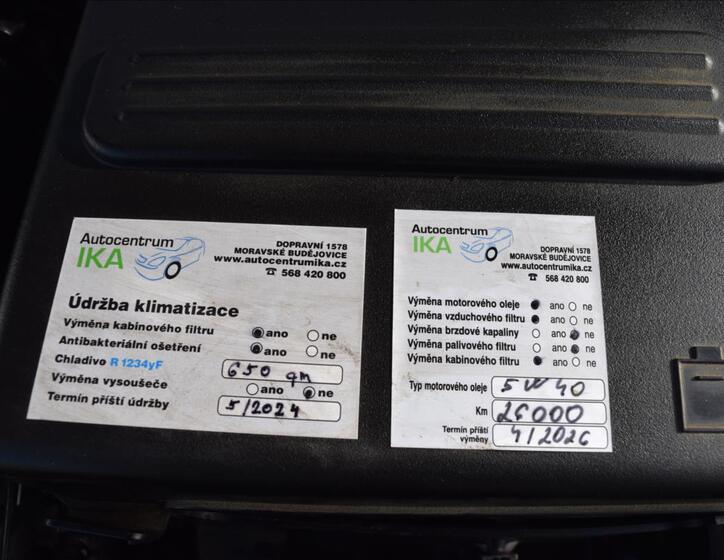 Autocentrum
IKA
DOPRAVNÍ 1578
MORAVSKÉ BUDĚJOVICE
www.autocentrumika.cz
☎ 568 420 800
Údržba klimatizace
Výměna kabinového filtru ano ne
Antibakteriální ošetření ano ne
Chladivo R 1234yF 650 gm
Výměna vysoušeče ano ne
Termín příští údržby 5/2024
Autocentrum
IKA
DOPRAVNÍ 1578
MORAVSKÉ BUDĚJOVICE
www.autocentrumika.cz
☎ 568 420 800
Výměna motorového oleje ano ne
Výměna vzduchového filtru ano ne
Výměna brzdové kapaliny ano ne
Výměna palivového filtru ano ne
Výměna kabinového filtru ano ne
Typ motorového oleje 5W40
Km 26000
Termín příští
výměny 4/2026